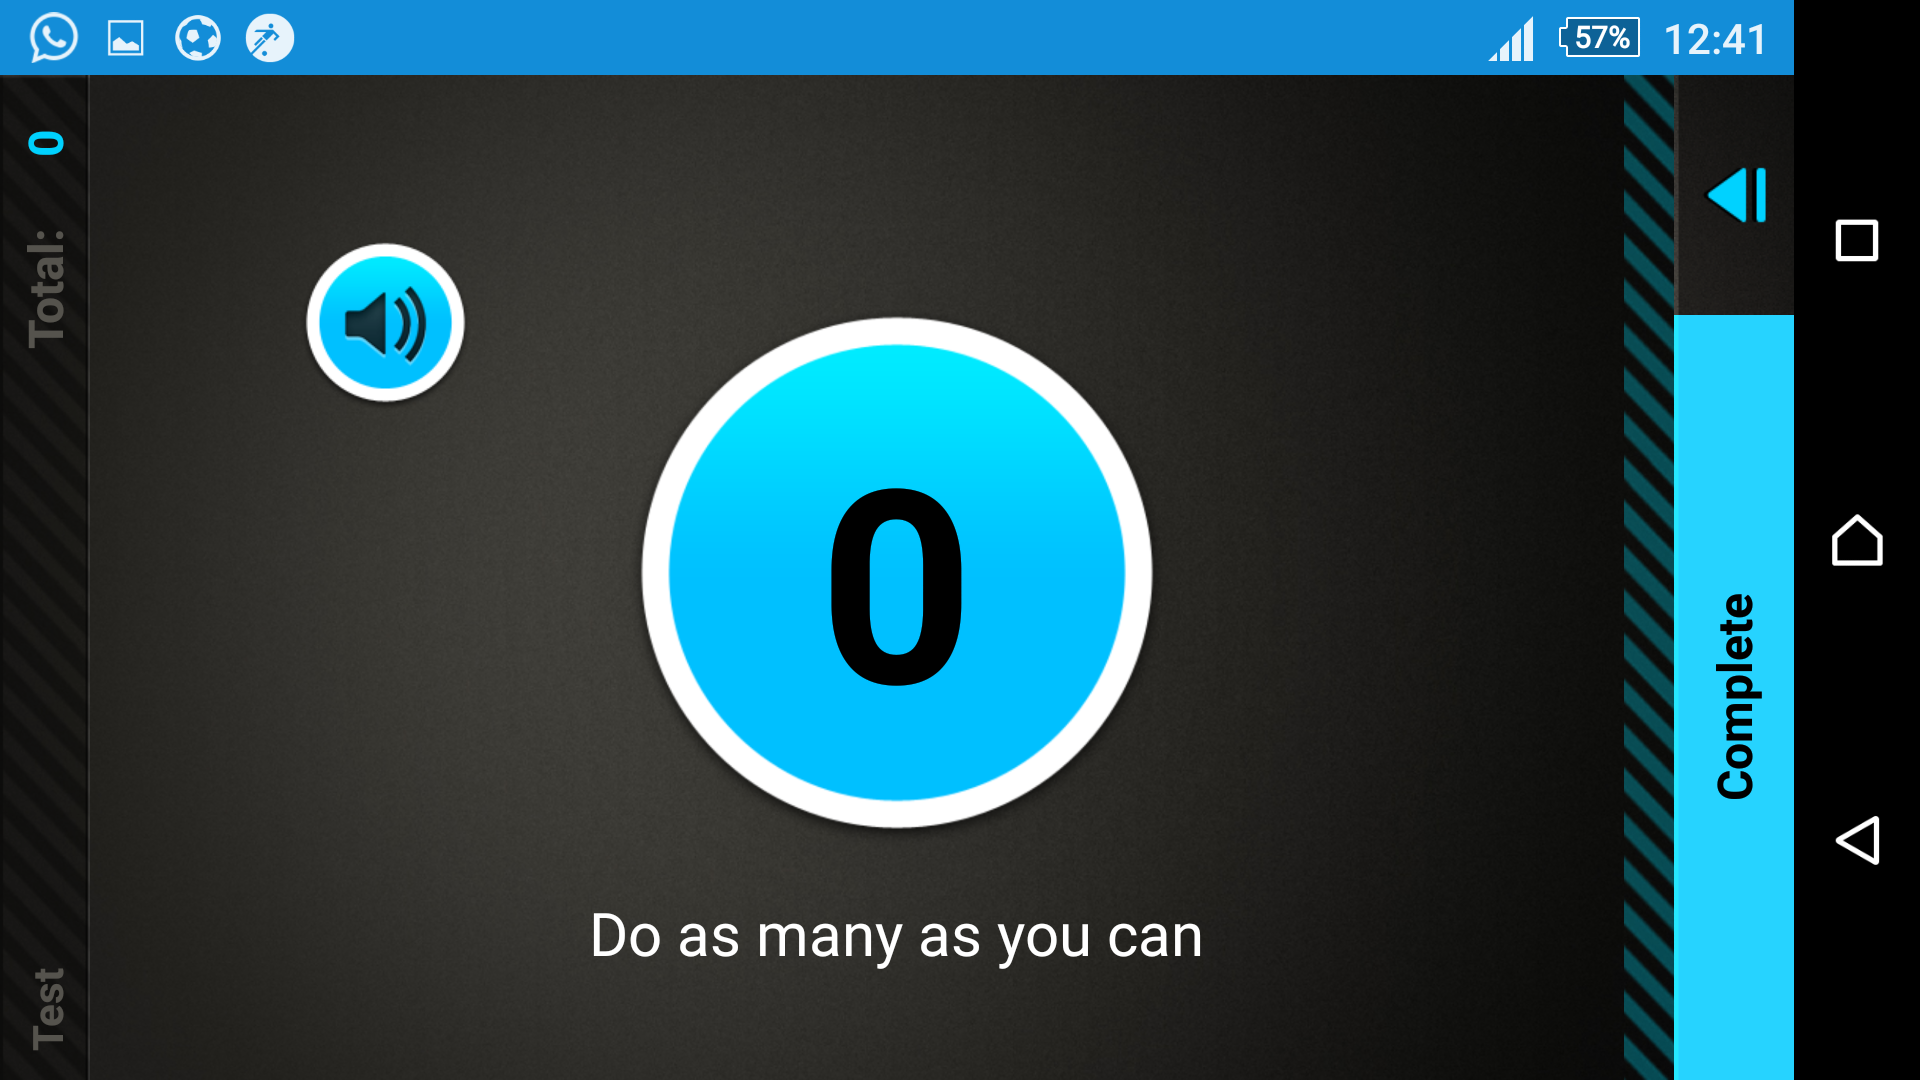 57% 12:41
Test Total: 0
0
Do as many as you can
Complete